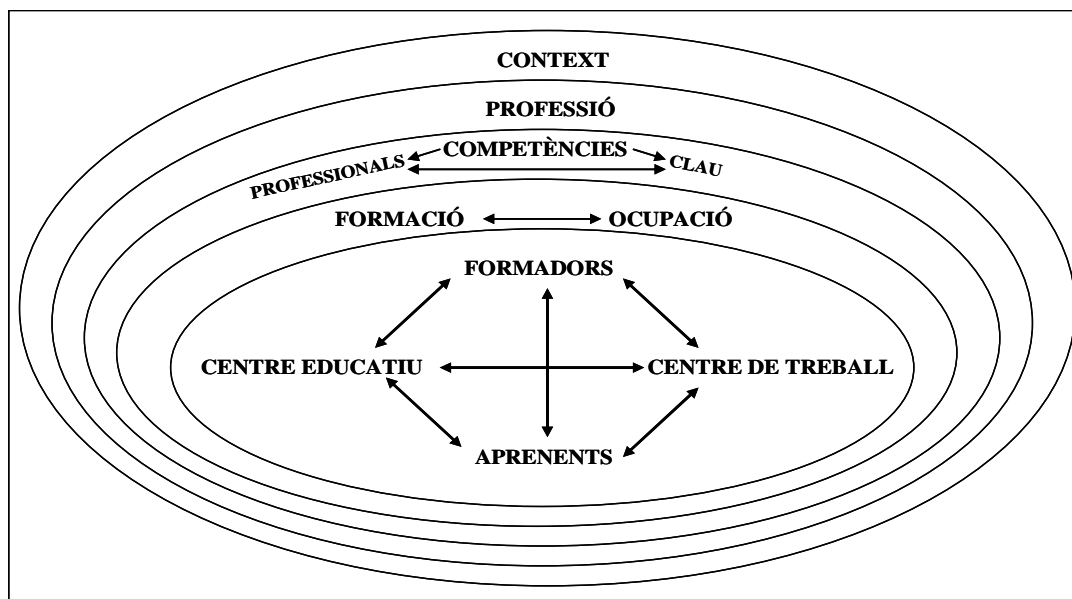 CONTEXT
PROFESSIÓ
COMPETÈNCIES
PROFESSIONALS CLAU
FORMACIÓ OCUPACIÓ
FORMADORS
CENTRE EDUCATIU CENTRE DE TREBALL
APRENENTS